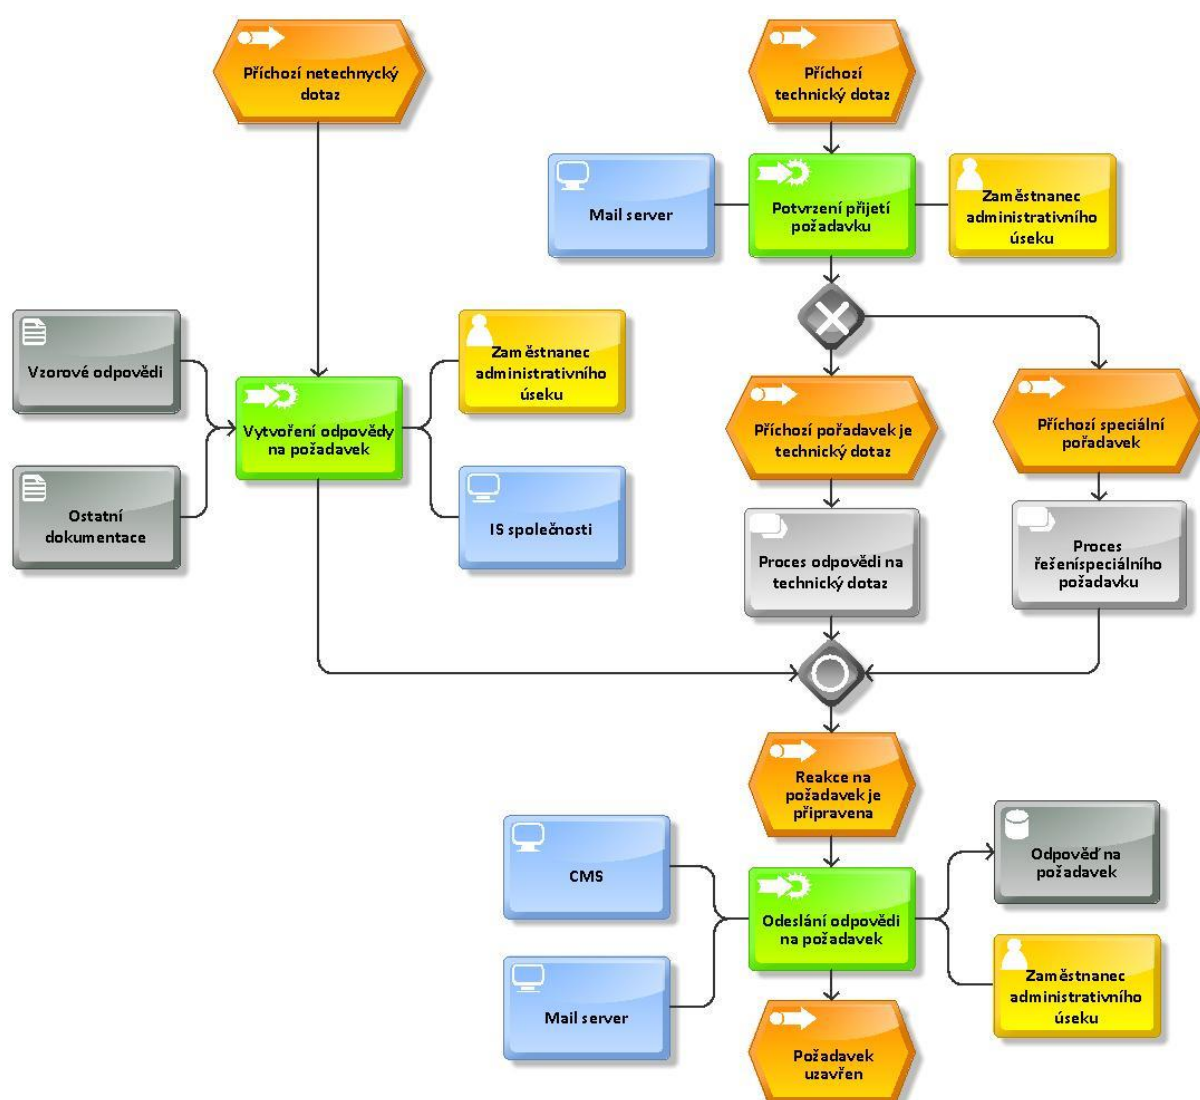 Příchozí netechnycký
dotaz
Příchozí
technický dotaz
Mail server
Potvrzení přijetí
požadavku
Zaměstnanec
administrativního
úseku
Vzorové odpovědi
Zaměstnanec
administrativního
úseku
Vytvoření odpovědy
na požadavek
Příchozí pořadavek je
technický dotaz
Příchozí speciální
pořadavek
Ostatní
dokumentace
IS společnosti
Proces odpovědi na
technický dotaz
Proces
řešeníspeciálního
požadavku
Reakce na
požadavek je
připravena
CMS
Odpověď na
požadavek
Odeslání odpovědi
na požadavek
Mail server
Zaměstnanec
administrativního
úseku
Požadavek
uzavřen